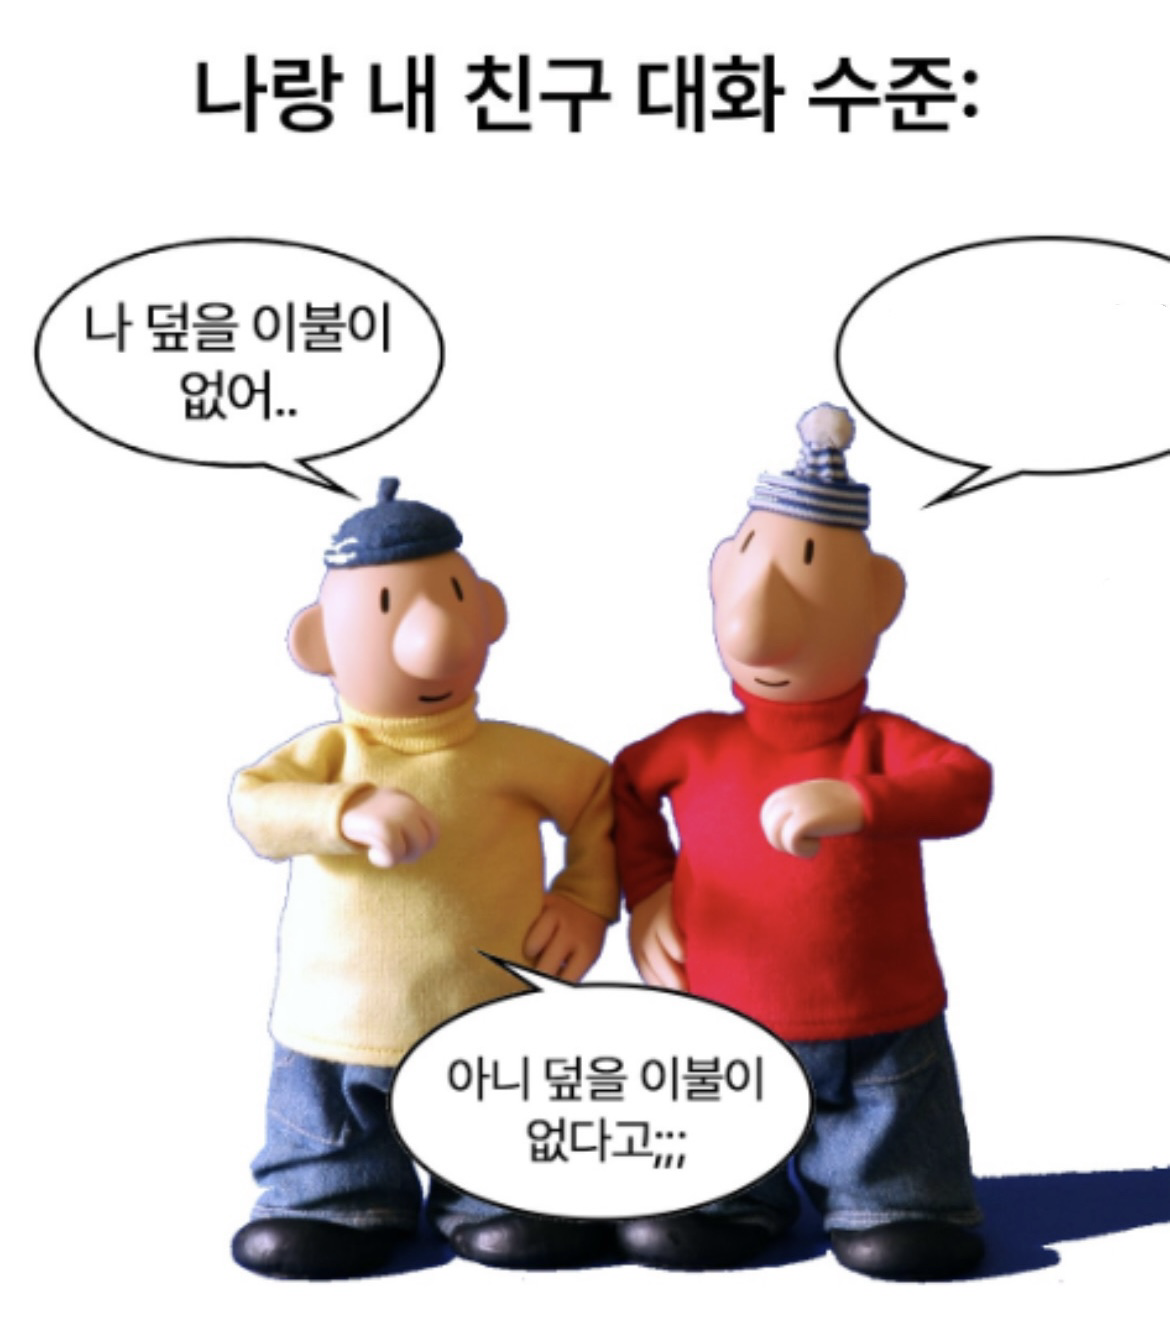 나랑 내 친구 대화 수준:
나 덮을 이불이
없어..
아니 덮을 이불이
없다고;;;